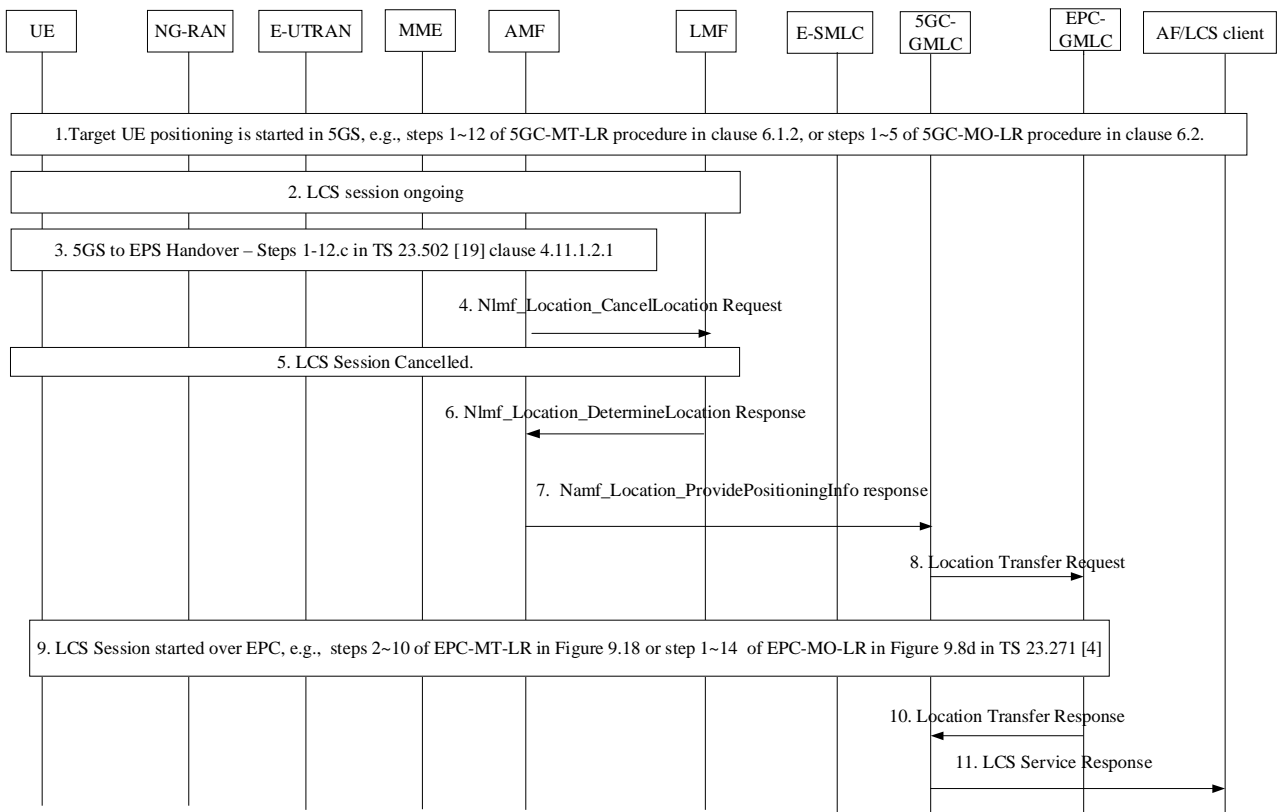 UE
NG-RAN
E-UTRAN
MME
AMF
LMF
E-SMLC
5GC-
GMLC
EPC-
GMLC
AF/LCS client
1.Target UE positioning is started in 5GS, e.g., steps 1~12 of 5GC-MT-LR procedure in clause 6.1.2, or steps 1~5 of 5GC-MO-LR procedure in clause 6.2.
2. LCS session ongoing
3. 5GS to EPS Handover – Steps 1-12.c in TS 23.502 [19] clause 4.11.1.2.1
4. Nlmf_Location_CancelLocation Request
5. LCS Session Cancelled.
6. Nlmf_Location_DetermineLocation Response
7. Namf_Location_ProvidePositioningInfo response
8. Location Transfer Request
9. LCS Session started over EPC, e.g., steps 2~10 of EPC-MT-LR in Figure 9.18 or step 1~14 of EPC-MO-LR in Figure 9.8d in TS 23.271 [4]
10. Location Transfer Response
11. LCS Service Response